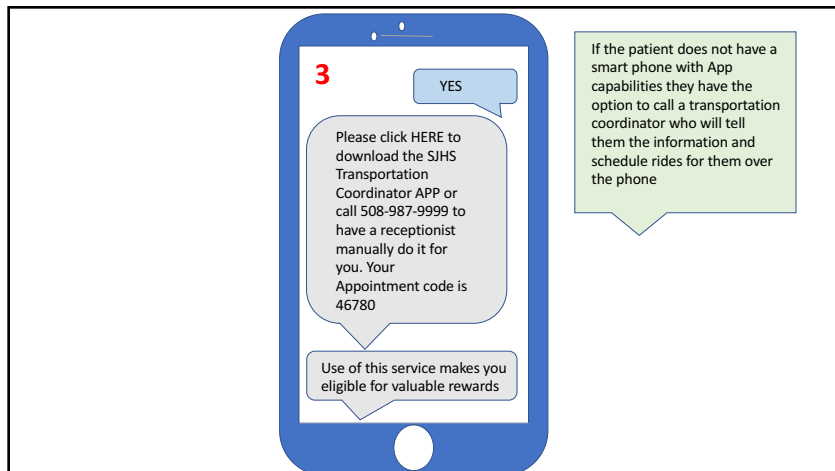 3
YES
Please click HERE to
download the SJHS
Transportation
Coordinator APP or
call 508-987-9999 to
have a receptionist
manually do it for
you. Your
Appointment code is
46780
Use of this service makes you
eligible for valuable rewards
If the patient does not have a
smart phone with App
capabilities they have the
option to call a transportation
coordinator who will tell
them the information and
schedule rides for them over
the phone